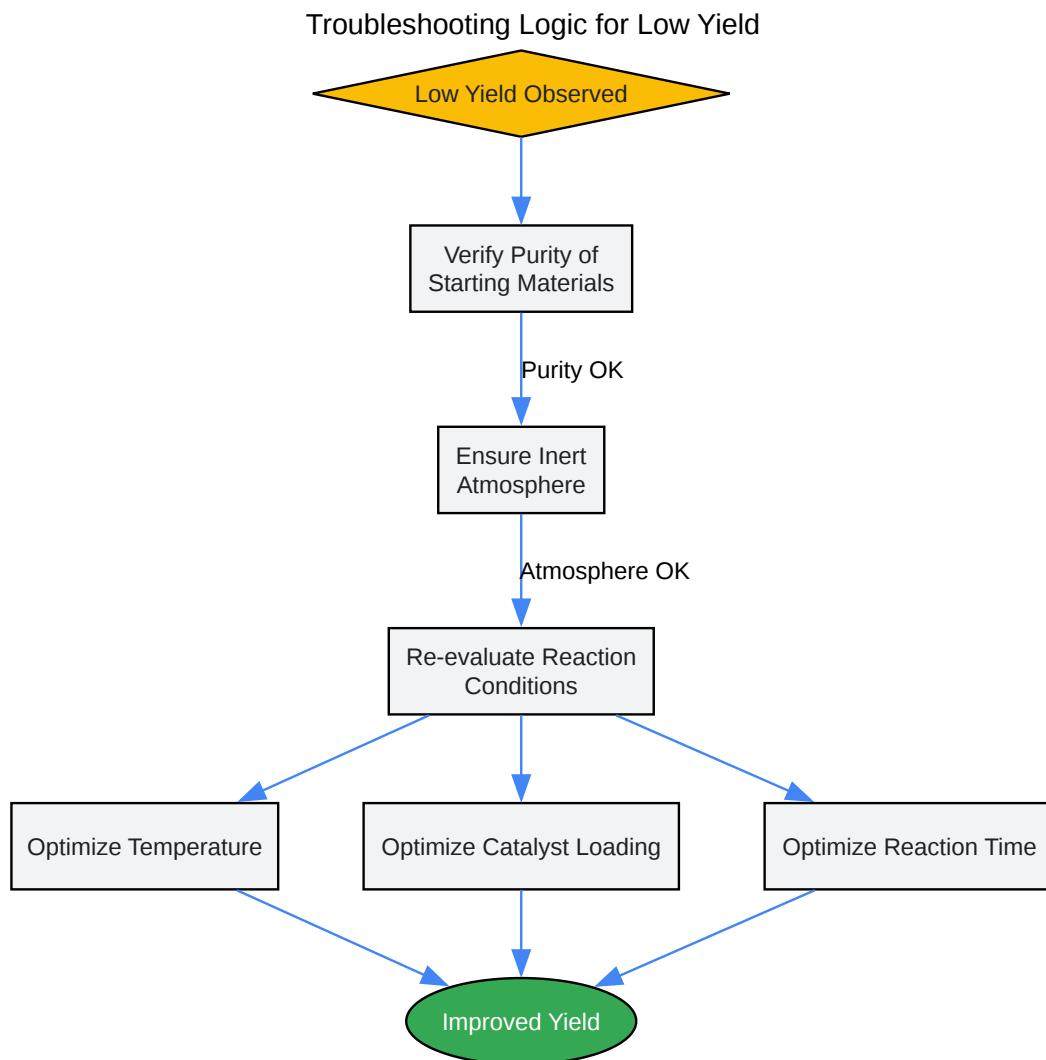 Troubleshooting Logic for Low Yield
Low Yield Observed
Verify Purity of
Starting Materials
Purity OK
Ensure Inert
Atmosphere
Atmosphere OK
Re-evaluate Reaction
Conditions
Optimize Temperature
Optimize Catalyst Loading
Optimize Reaction Time
Improved Yield